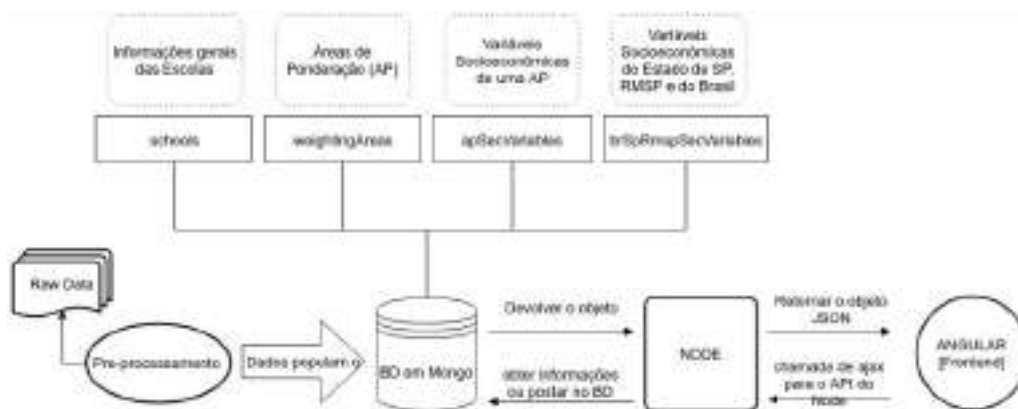 Informações gerais
das Escolas
Áreas de
Ponderação (AP)
Variáveis
Socioeconômicas
de uma AP
Variáveis
Socioeconômicas
do Estado de SP,
RMSP e do Brasil
schools
weightingAreas
apSecVariables
brSpRmspSecVariables
Raw Data
Pre-processamento
Dados populam o
BD em Mongo
Devolver o objeto
obter informações
ou postar no BD
NODE
Retornar o objeto
JSON
chamada de ajax
para o API do
Node
ANGULAR
[Frontend]